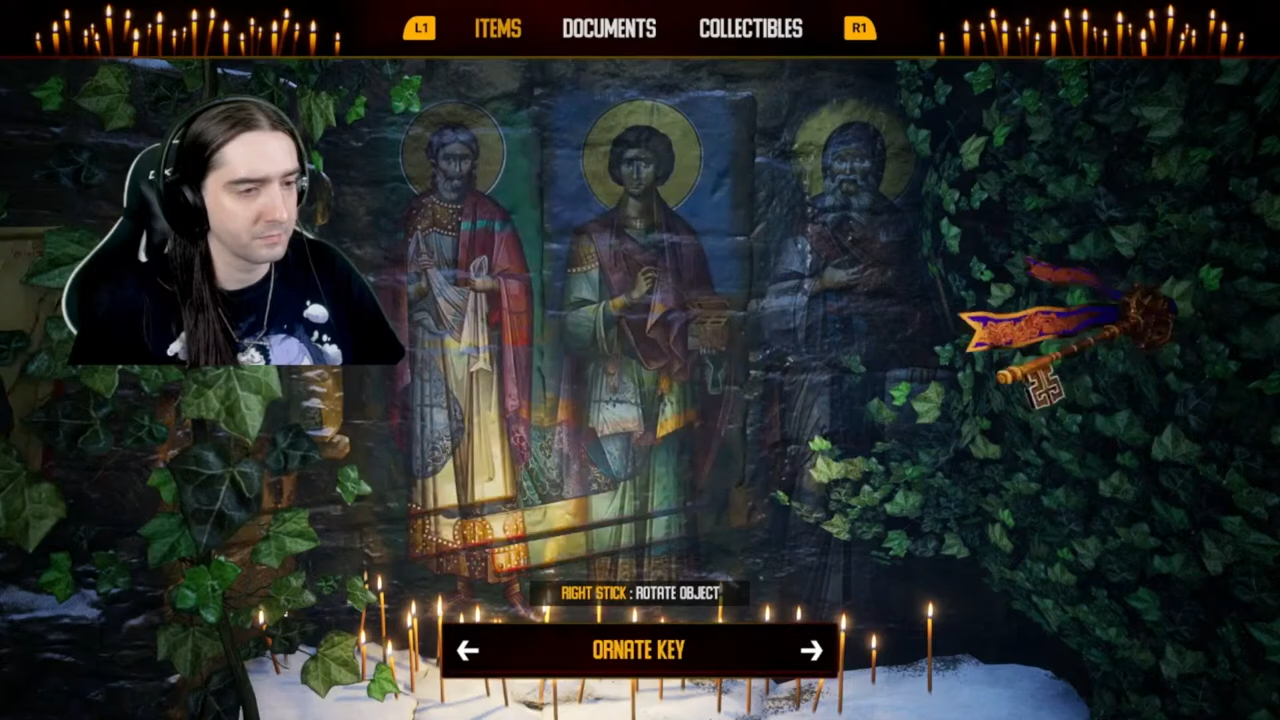 L1 ITEMS DOCUMENTS COLLECTIBLES R1
RIGHT STICK : ROTATE OBJECT
ORNATE KEY